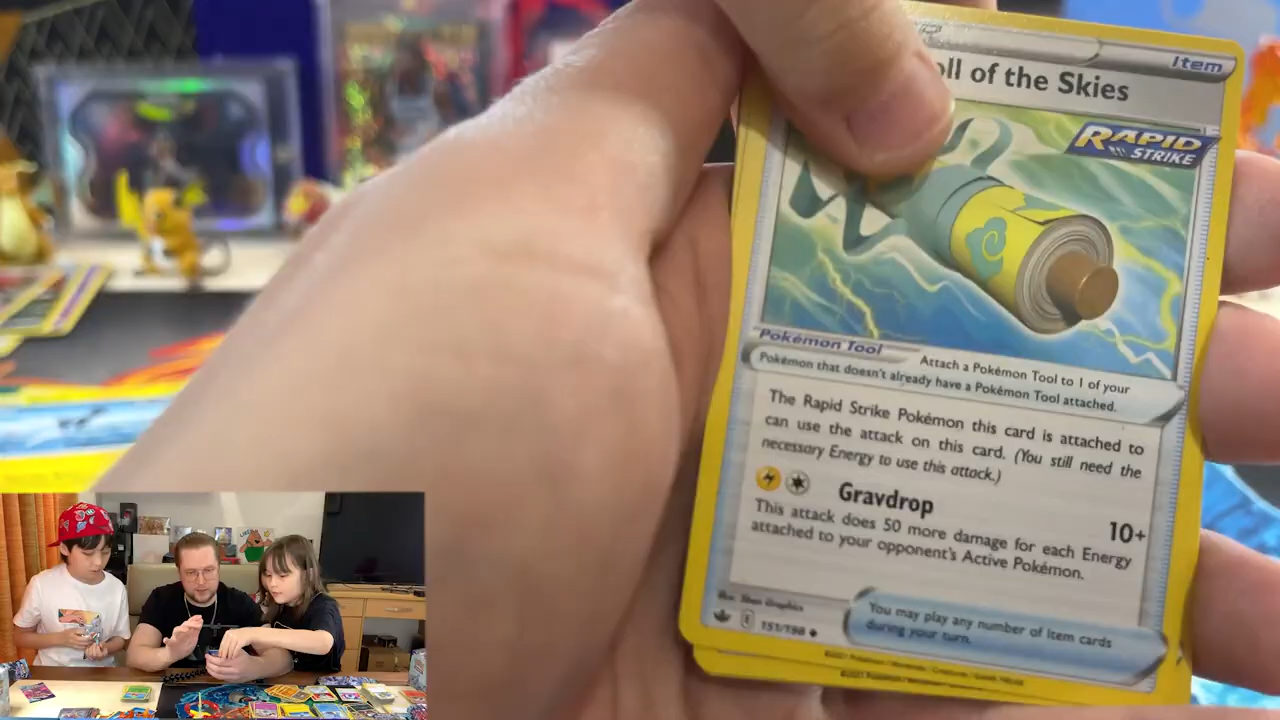 Item
oll of the Skies
RAPID
STRIKE
Pokémon Tool
Attach a Pokémon Tool to 1 of your
Pokémon that doesn't already have a Pokémon Tool attached.
The Rapid Strike Pokémon this card is attached to
can use the attack on this card. (You still need the
necessary Energy to use this attack.)
Gravdrop 10+
This attack does 50 more damage for each Energy
attached to your opponent's Active Pokémon.
You may play any number of Item cards
during your turn.
151/198